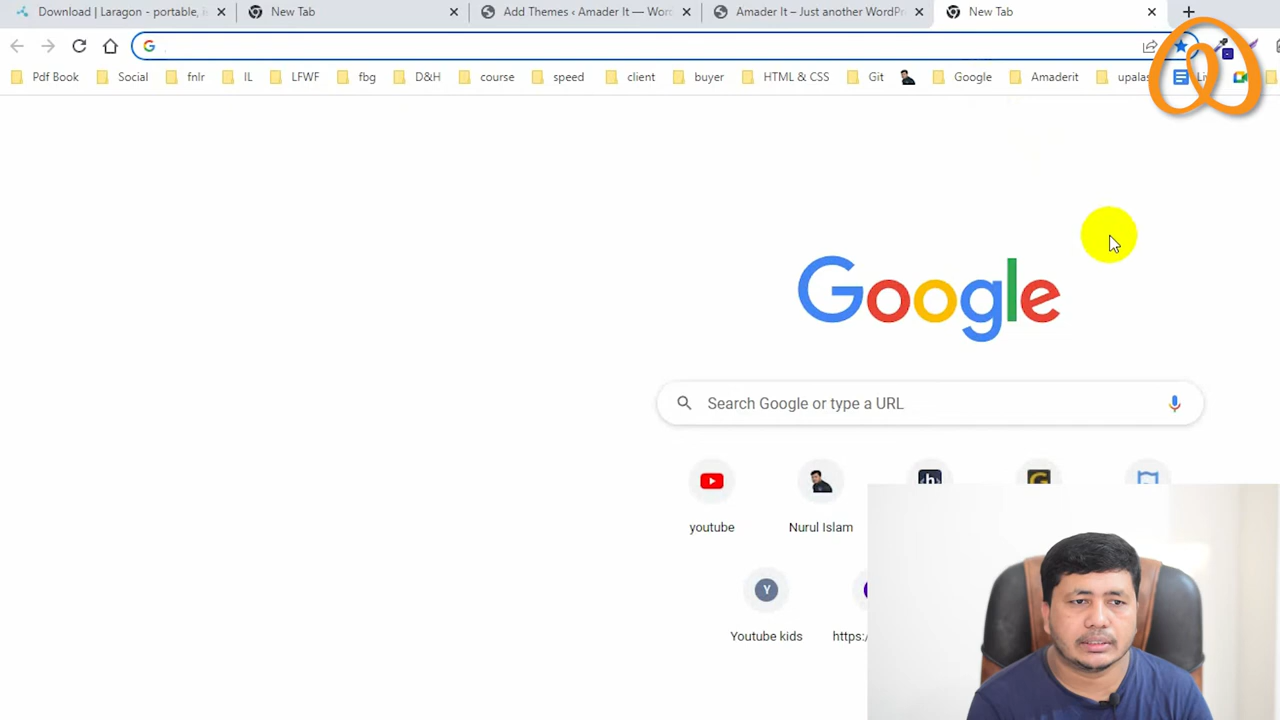 Download | Laragon - portable, i
New Tab
Add Themes ‹ Amader It — Wor
Amader It – Just another WordPr
New Tab
Pdf Book
Social
fnlr
IL
LFWF
fbg
D&H
course
speed
client
buyer
HTML & CSS
Git
Google
Amaderit
upalas
Google
Search Google or type a URL
youtube
Nurul Islam
Y
Youtube kids
https:/